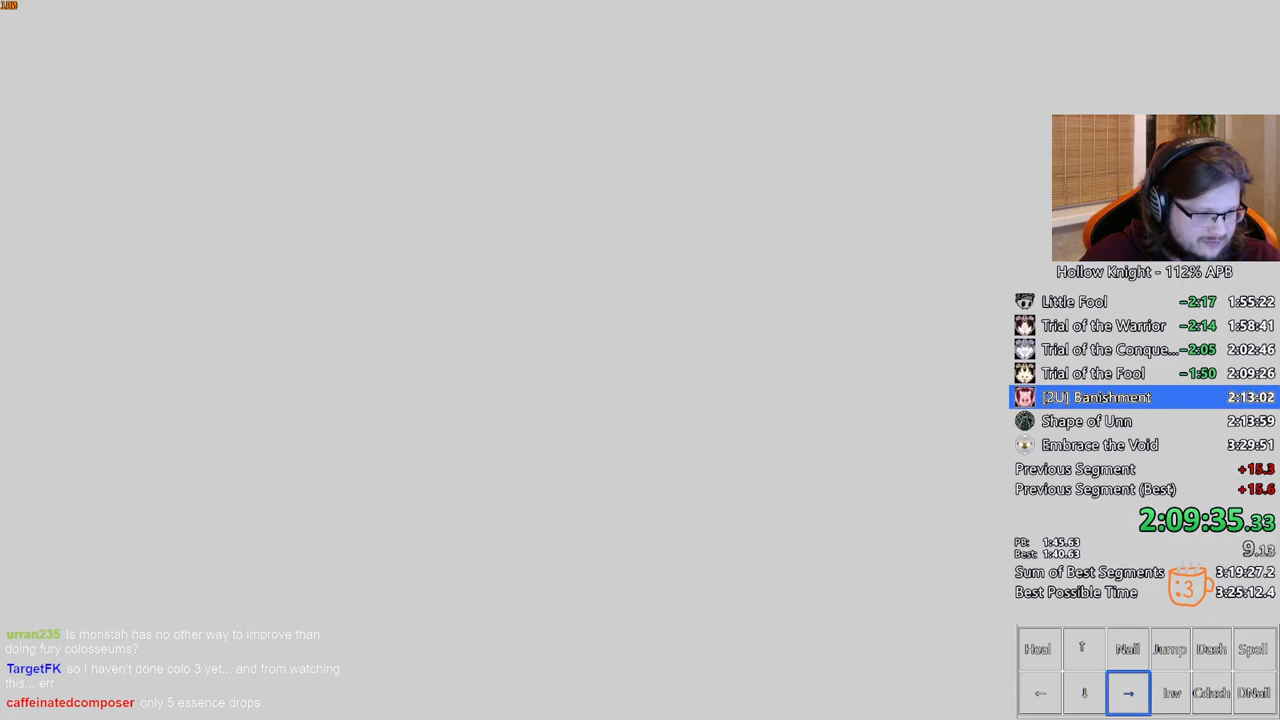 Hollow Knight - 112% APB
Little Fool -2:17 1:55:22
Trial of the Warrior -2:14 1:58:41
Trial of the Conque... -2:05 2:02:46
Trial of the Fool -1:50 2:09:26
[2U] Banishment 2:13:02
Shape of Unn 2:13:59
Embrace the Void 3:29:51
Previous Segment +15.3
Previous Segment (Best) +15.6
2:09:35.33
PB: 1:45.63
Best: 1:40.63
9.13
Sum of Best Segments 3:19:27.2
Best Possible Time 3:25:12.4
urran235 Is monstah has no other way to improve than
doing fury colosseums?
TargetFK so I haven't done colo 3 yet... and from watching
this... err
caffeinatedcomposer only 5 essence drops
Heal ↑ Nail Jump Dash Spell
← ↓ → Inv Cdash DNail